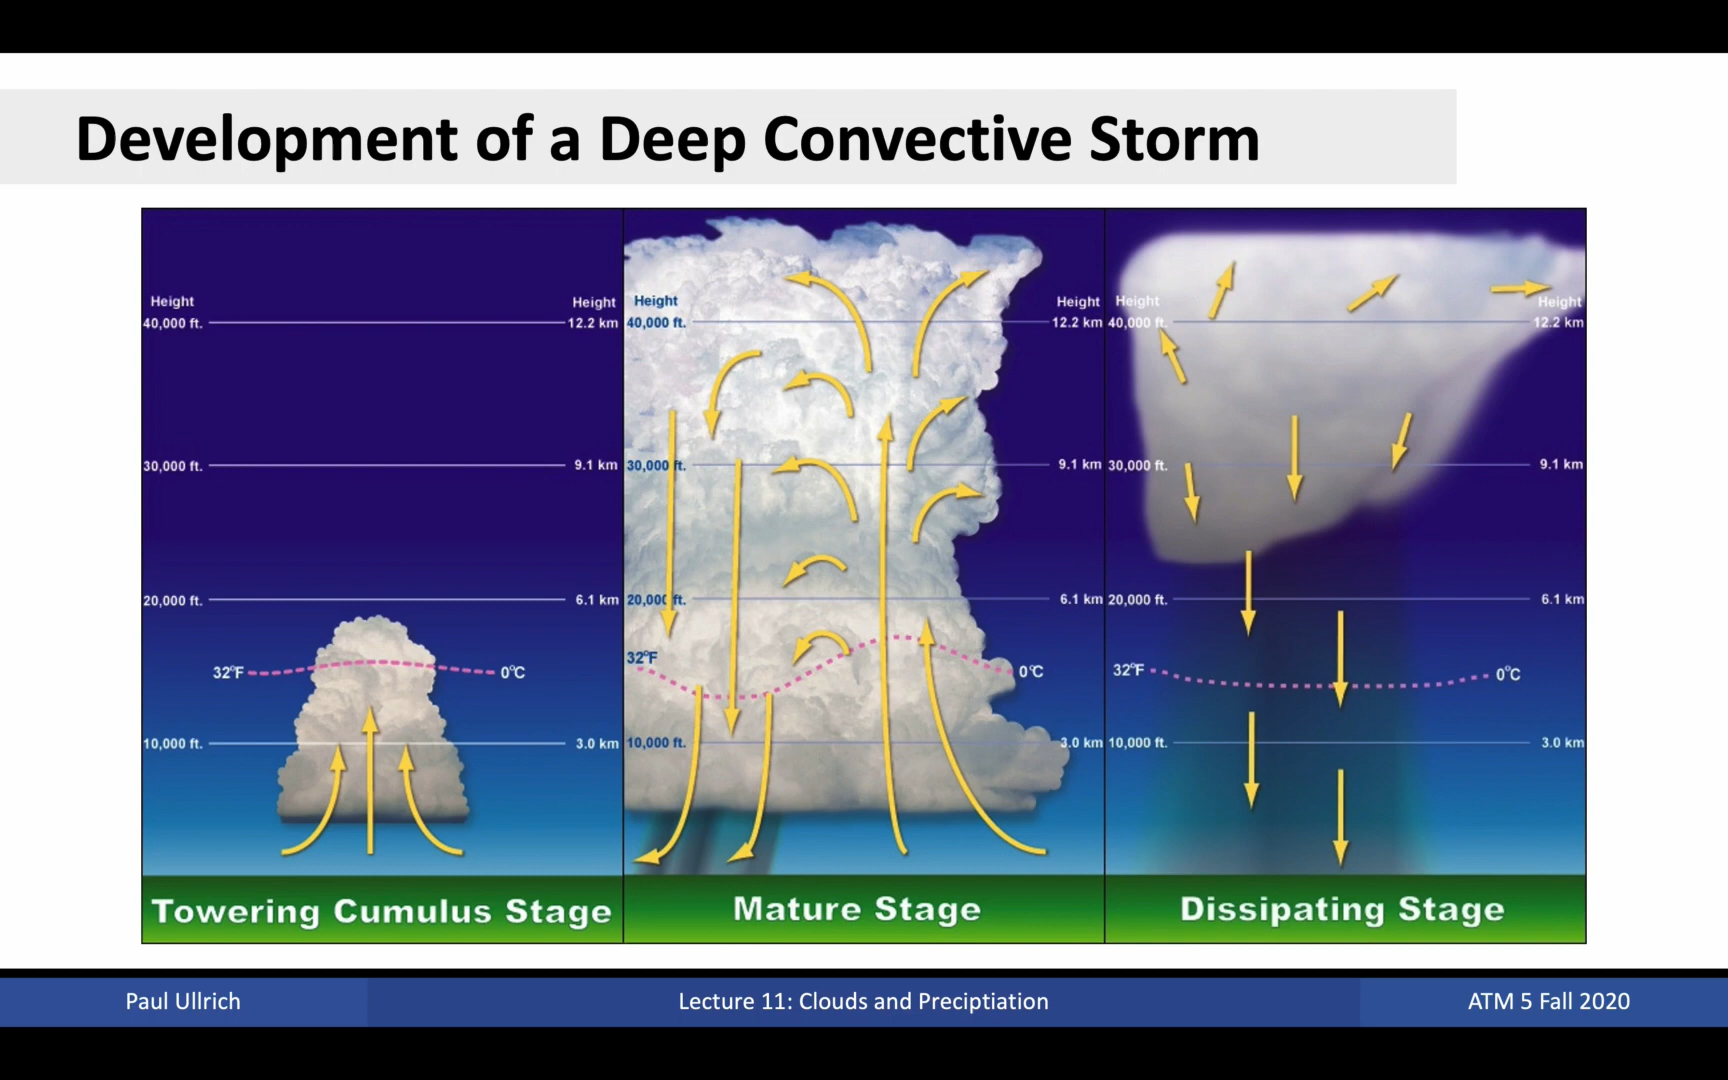 Development of a Deep Convective Storm
Height
Height
40,000 ft.
12.2 km
30,000 ft.
9.1 km
20,000 ft.
6.1 km
32°F
0°C
10,000 ft.
3.0 km
Towering Cumulus Stage
Height
Height
40,000 ft.
12.2 km
30,000 ft.
9.1 km
20,000 ft.
6.1 km
32°F
0°C
10,000 ft.
3.0 km
Mature Stage
Height
Height
40,000 ft.
12.2 km
30,000 ft.
9.1 km
20,000 ft.
6.1 km
32°F
0°C
10,000 ft.
3.0 km
Dissipating Stage
Paul Ullrich
Lecture 11: Clouds and Preciptiation
ATM 5 Fall 2020